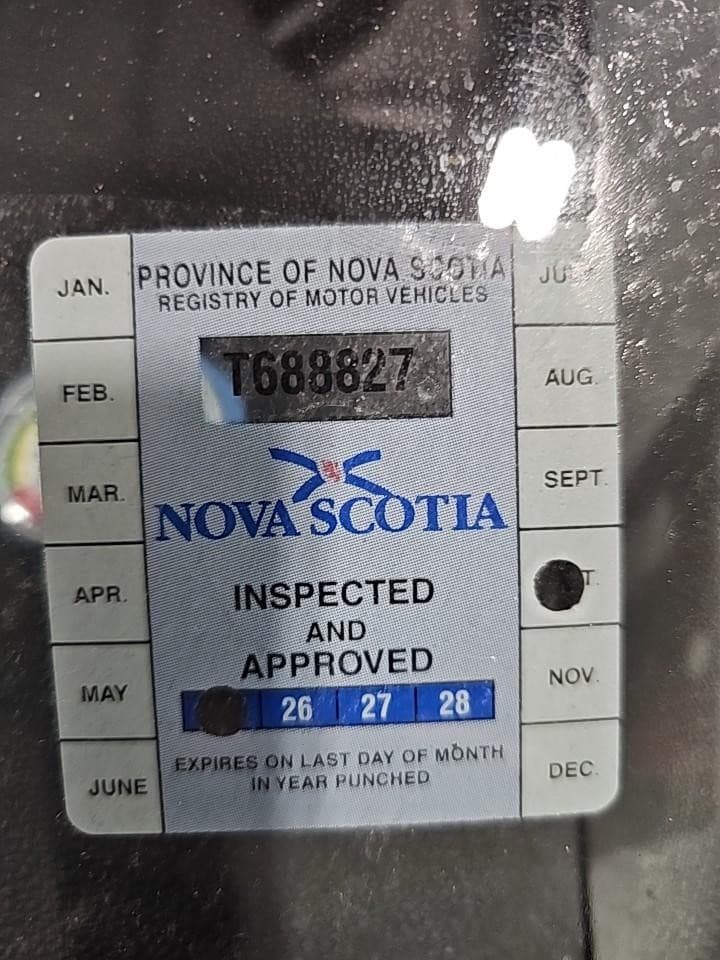 PROVINCE OF NOVA SCOTIA
REGISTRY OF MOTOR VEHICLES
T688827
JAN.
FEB.
MAR.
APR.
MAY
JUNE
NOVA SCOTIA
INSPECTED
AND
APPROVED
26 27 28
EXPIRES ON LAST DAY OF MONTH
IN YEAR PUNCHED
AUG.
SEPT.
NOV.
DEC.